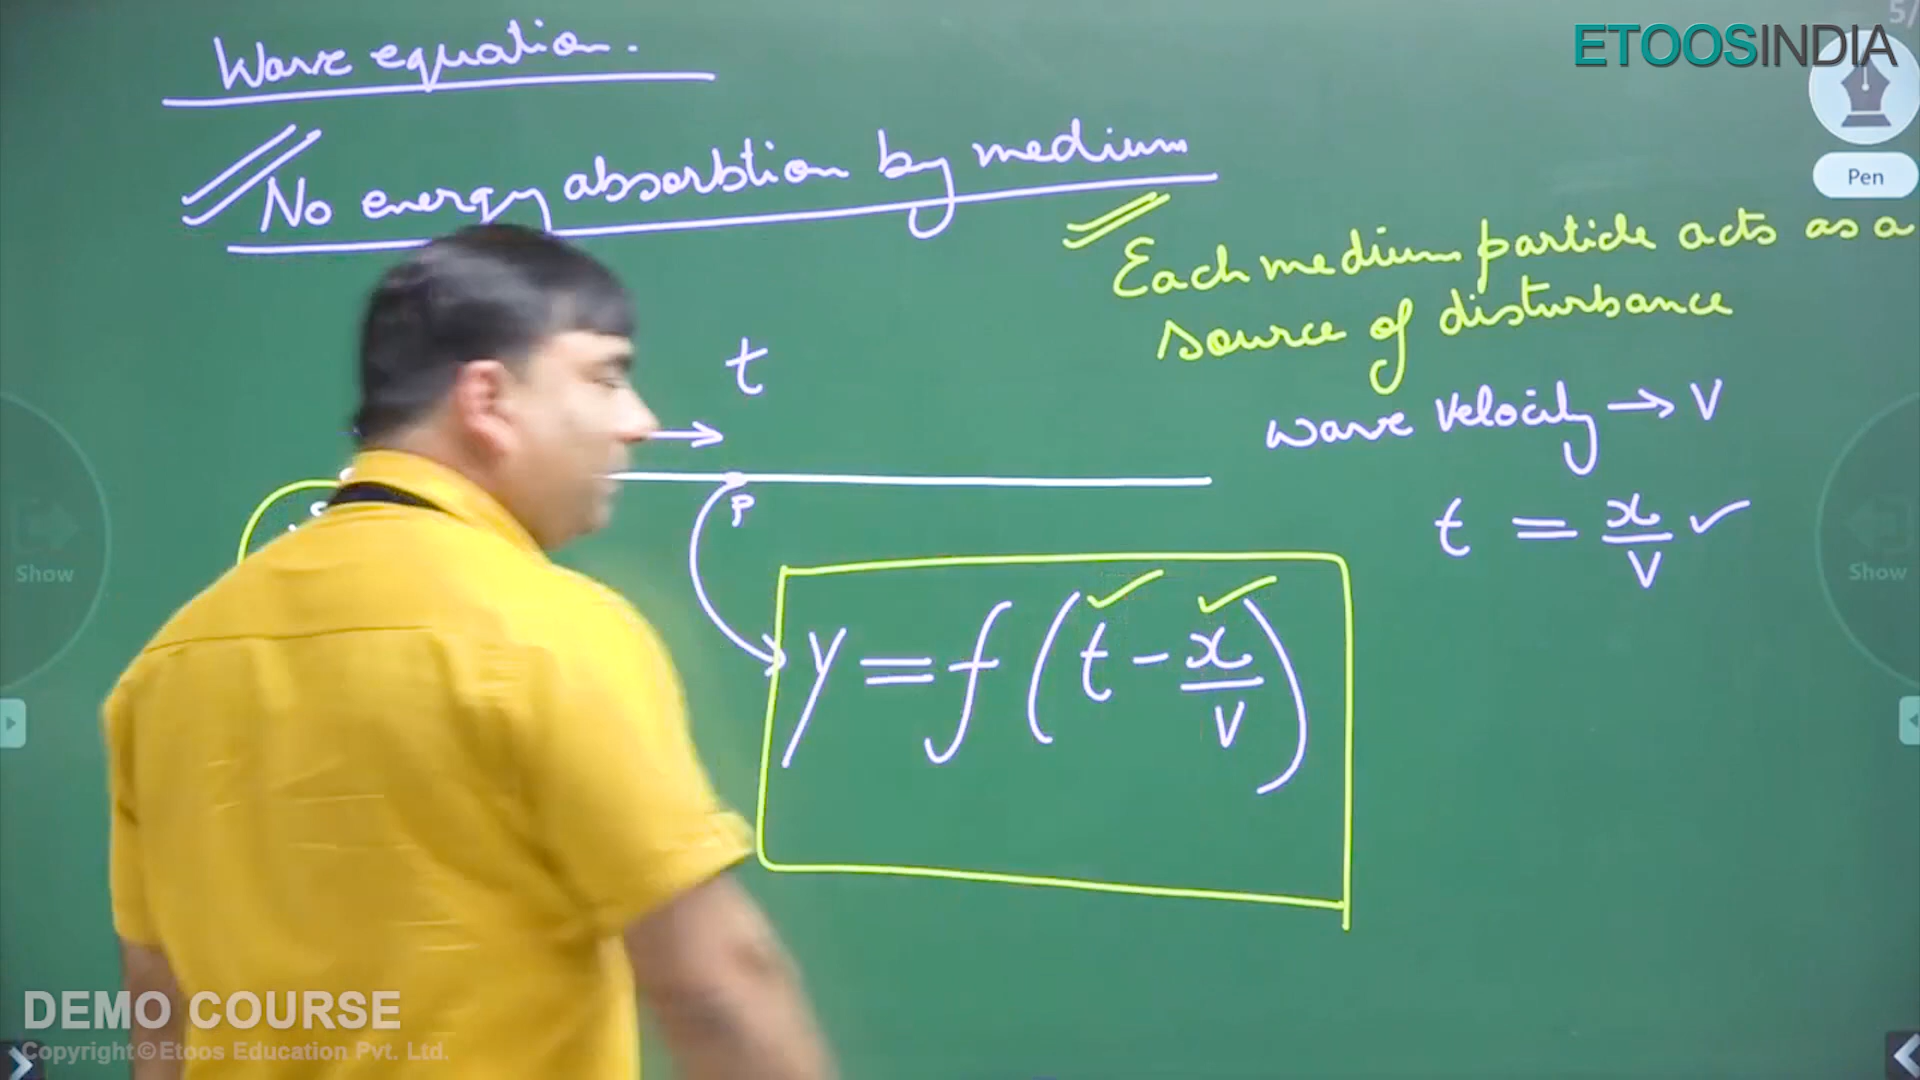 ETOOSINDIA
5/
Wave equation.
No energy absorbtion by medium
Pen
Each medium particle acts as a
source of disturbance
t
wave velocity → V
P
t = x/V ✓
Show
Show
y = f(t - x/V)
DEMO COURSE
Copyright © Etoos Education Pvt. Ltd.